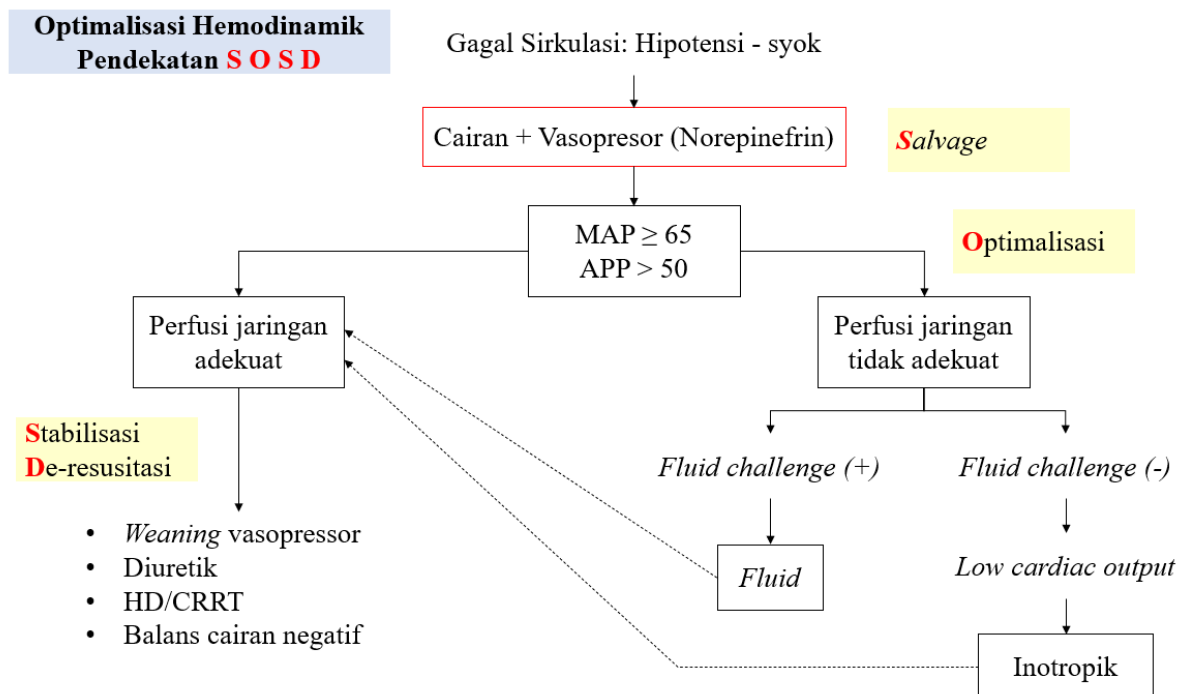 Optimalisasi Hemodinamik
Pendekatan S O S D
Gagal Sirkulasi: Hipotensi - syok
Cairan + Vasopresor (Norepinefrin)
Salvage
MAP ≥ 65
APP > 50
Optimalisasi
Perfusi jaringan
adekuat
Perfusi jaringan
tidak adekuat
Stabilisasi
De-resusitasi
Fluid challenge (+)
Fluid challenge (-)
• Weaning vasopressor
• Diuretik
• HD/CRRT
• Balans cairan negatif
Fluid
Low cardiac output
Inotropik